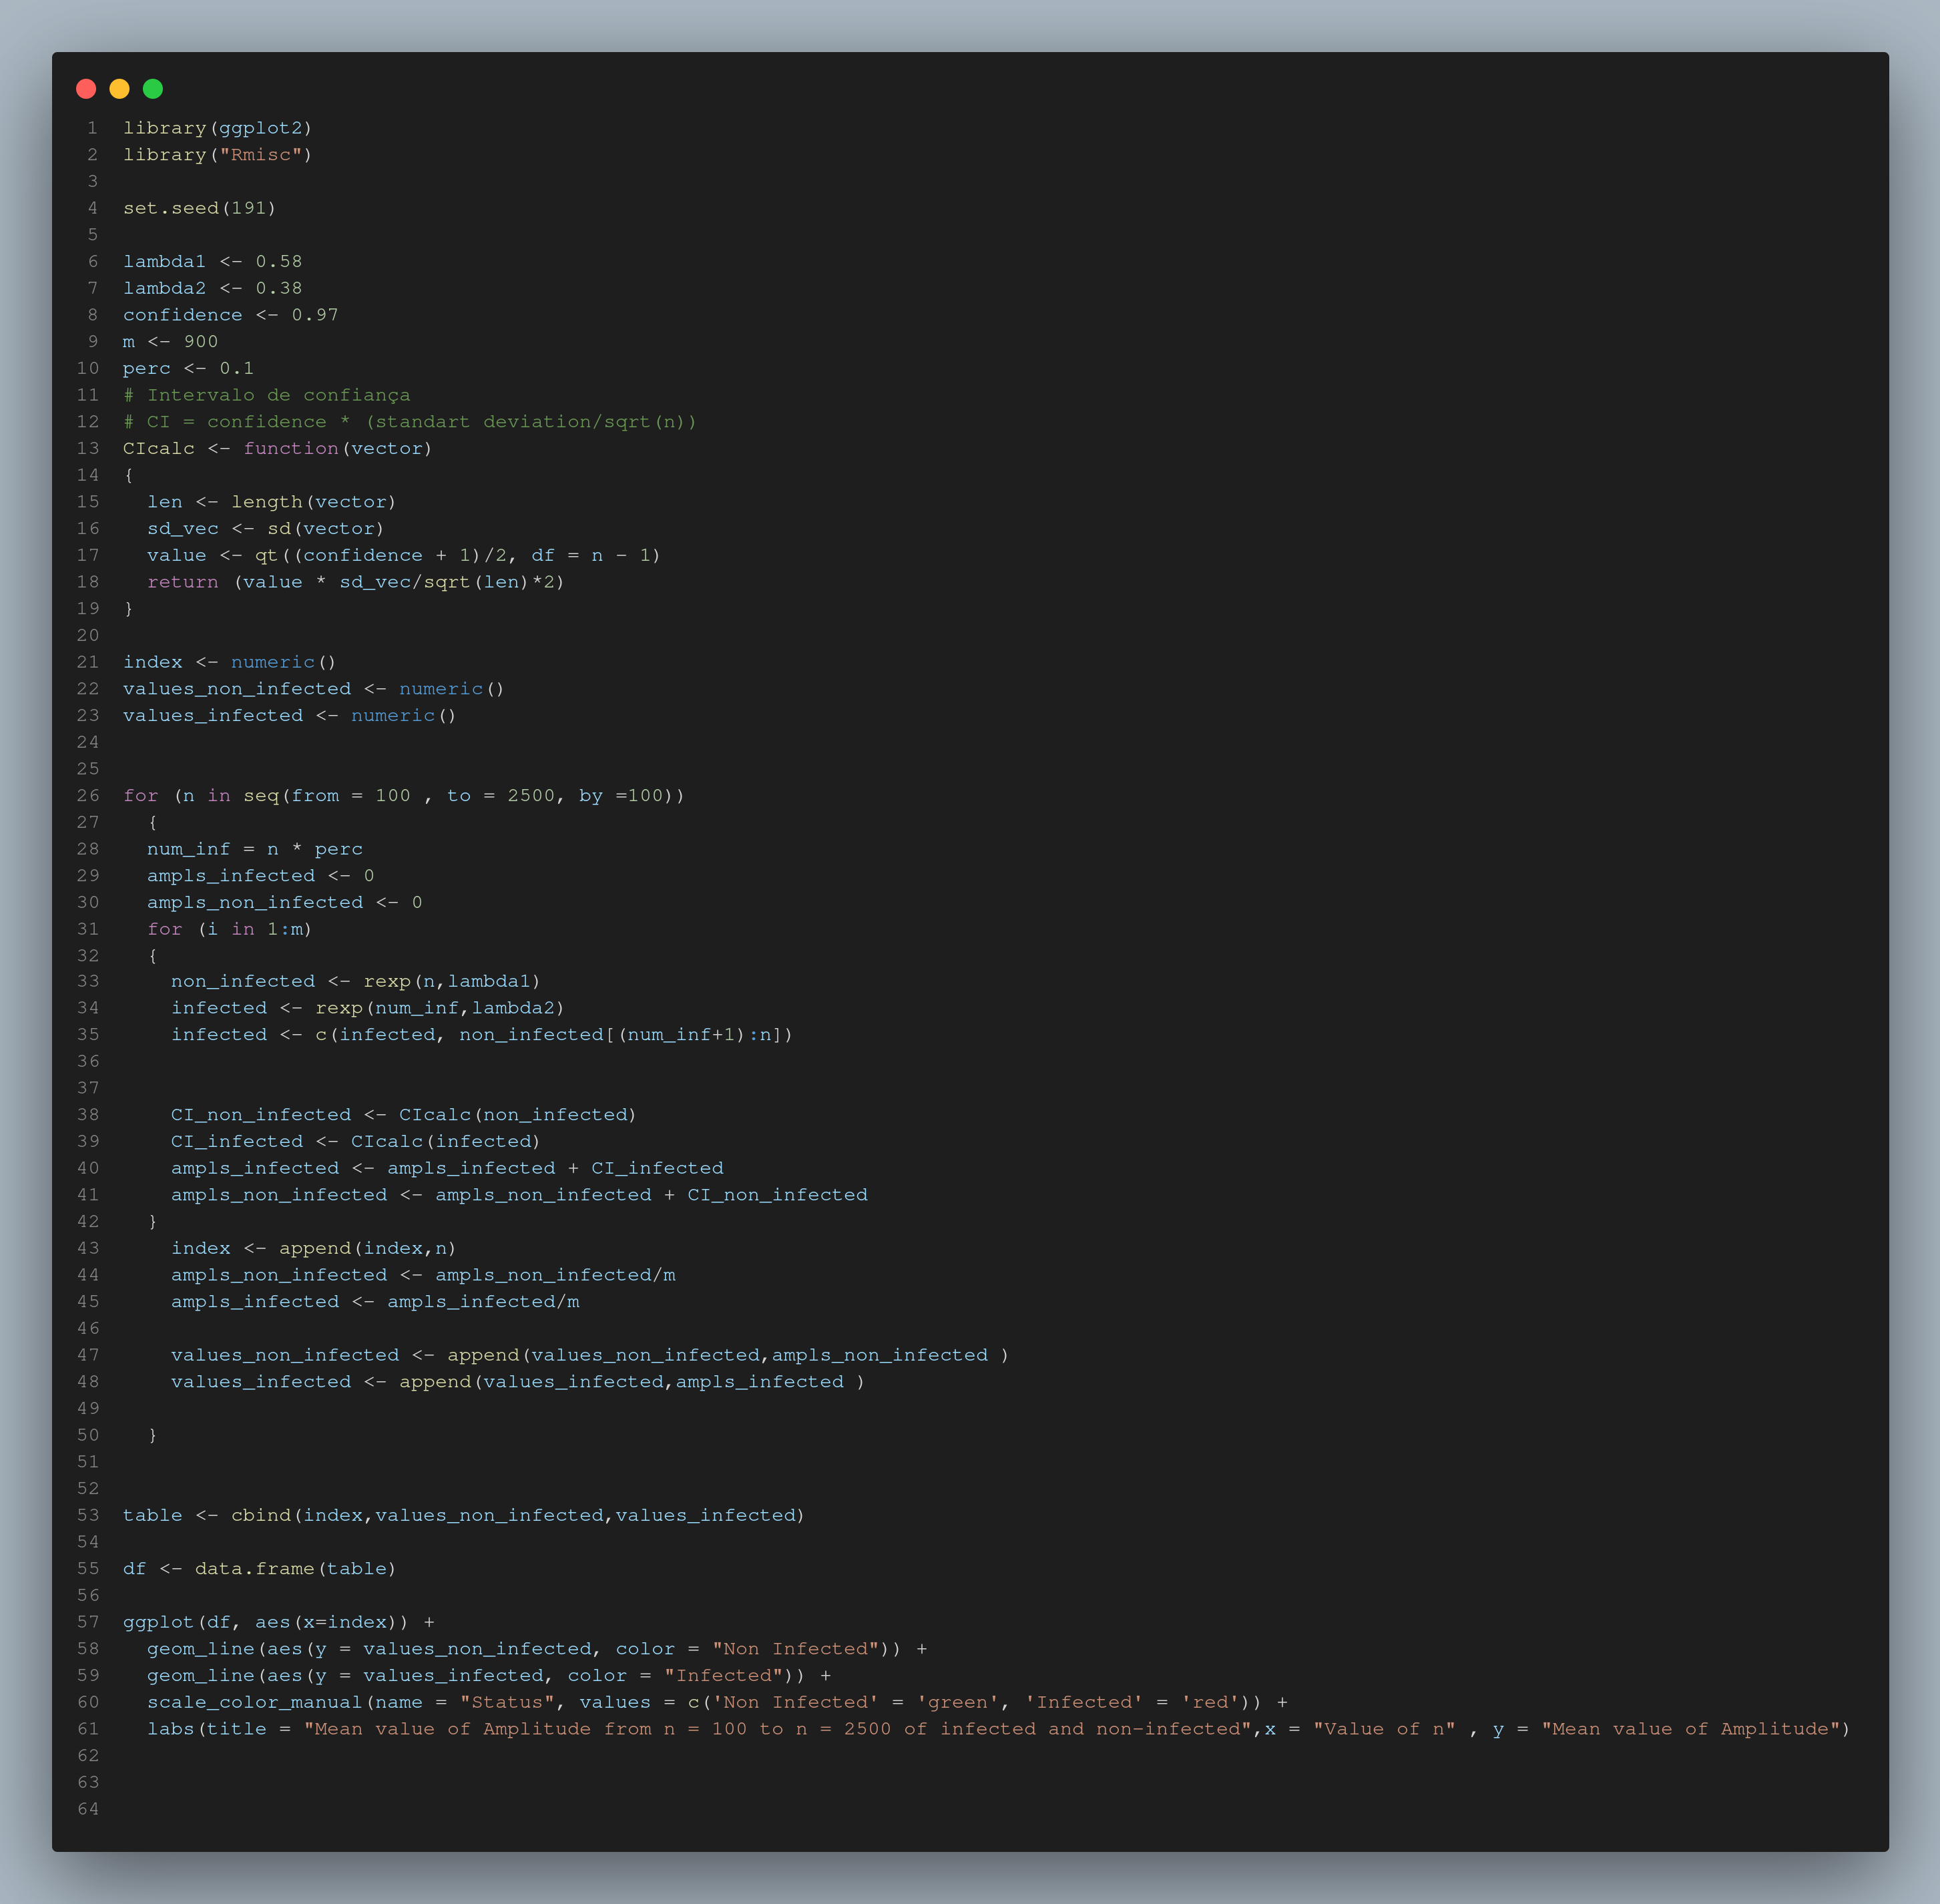 1 library(ggplot2)
2 library("Rmisc")
3
4 set.seed(191)
5
6 lambda1 <- 0.58
7 lambda2 <- 0.38
8 confidence <- 0.97
9 m <- 900
10 perc <- 0.1
11 # Intervalo de confiança
12 # CI = confidence * (standart deviation/sqrt(n))
13 CIcalc <- function(vector)
14 {
15   len <- length(vector)
16   sd_vec <- sd(vector)
17   value <- qt((confidence + 1)/2, df = n - 1)
18   return (value * sd_vec/sqrt(len)*2)
19 }
20
21 index <- numeric()
22 values_non_infected <- numeric()
23 values_infected <- numeric()
24
25
26 for (n in seq(from = 100 , to = 2500, by =100))
27   {
28   num_inf = n * perc
29   ampls_infected <- 0
30   ampls_non_infected <- 0
31   for (i in 1:m)
32   {
33     non_infected <- rexp(n,lambda1)
34     infected <- rexp(num_inf,lambda2)
35     infected <- c(infected, non_infected[(num_inf+1):n])
36
37
38     CI_non_infected <- CIcalc(non_infected)
39     CI_infected <- CIcalc(infected)
40     ampls_infected <- ampls_infected + CI_infected
41     ampls_non_infected <- ampls_non_infected + CI_non_infected
42   }
43     index <- append(index,n)
44     ampls_non_infected <- ampls_non_infected/m
45     ampls_infected <- ampls_infected/m
46
47     values_non_infected <- append(values_non_infected,ampls_non_infected )
48     values_infected <- append(values_infected,ampls_infected )
49
50   }
51
52
53 table <- cbind(index,values_non_infected,values_infected)
54
55 df <- data.frame(table)
56
57 ggplot(df, aes(x=index)) +
58   geom_line(aes(y = values_non_infected, color = "Non Infected")) +
59   geom_line(aes(y = values_infected, color = "Infected")) +
60   scale_color_manual(name = "Status", values = c('Non Infected' = 'green', 'Infected' = 'red')) +
61   labs(title = "Mean value of Amplitude from n = 100 to n = 2500 of infected and non-infected",x = "Value of n" , y = "Mean value of Amplitude")
62
63
64